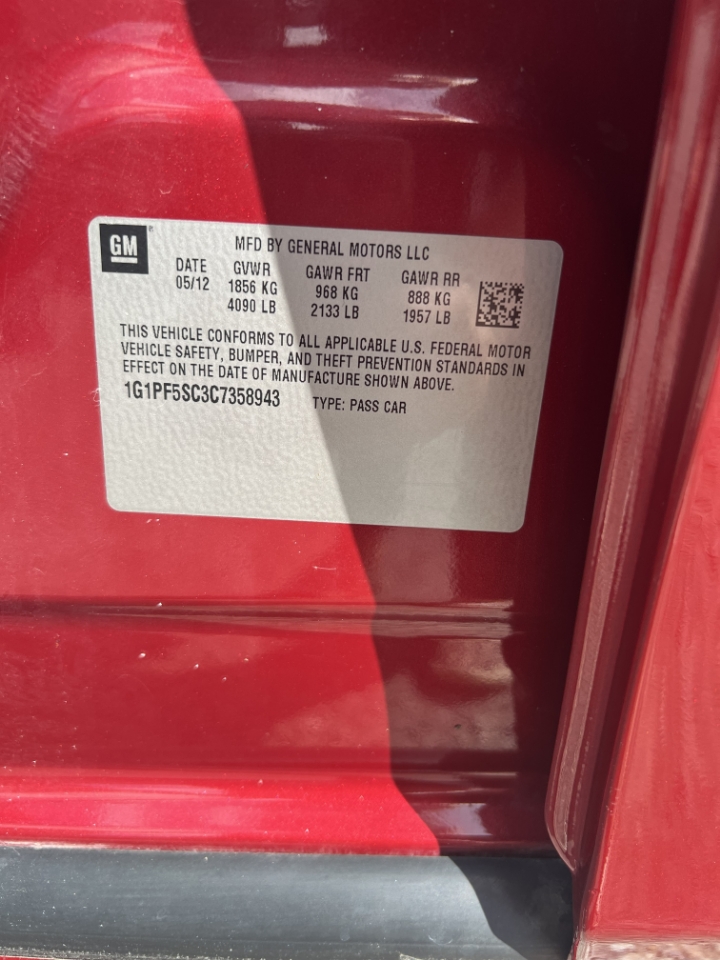 GM
MFD BY GENERAL MOTORS LLC
DATE GVWR GAWR FRT GAWR RR
05/12 1856 KG 968 KG 888 KG
4090 LB 2133 LB 1957 LB
THIS VEHICLE CONFORMS TO ALL APPLICABLE U.S. FEDERAL MOTOR
VEHICLE SAFETY, BUMPER, AND THEFT PREVENTION STANDARDS IN
EFFECT ON THE DATE OF MANUFACTURE SHOWN ABOVE.
1G1PF5SC3C7358943 TYPE: PASS CAR